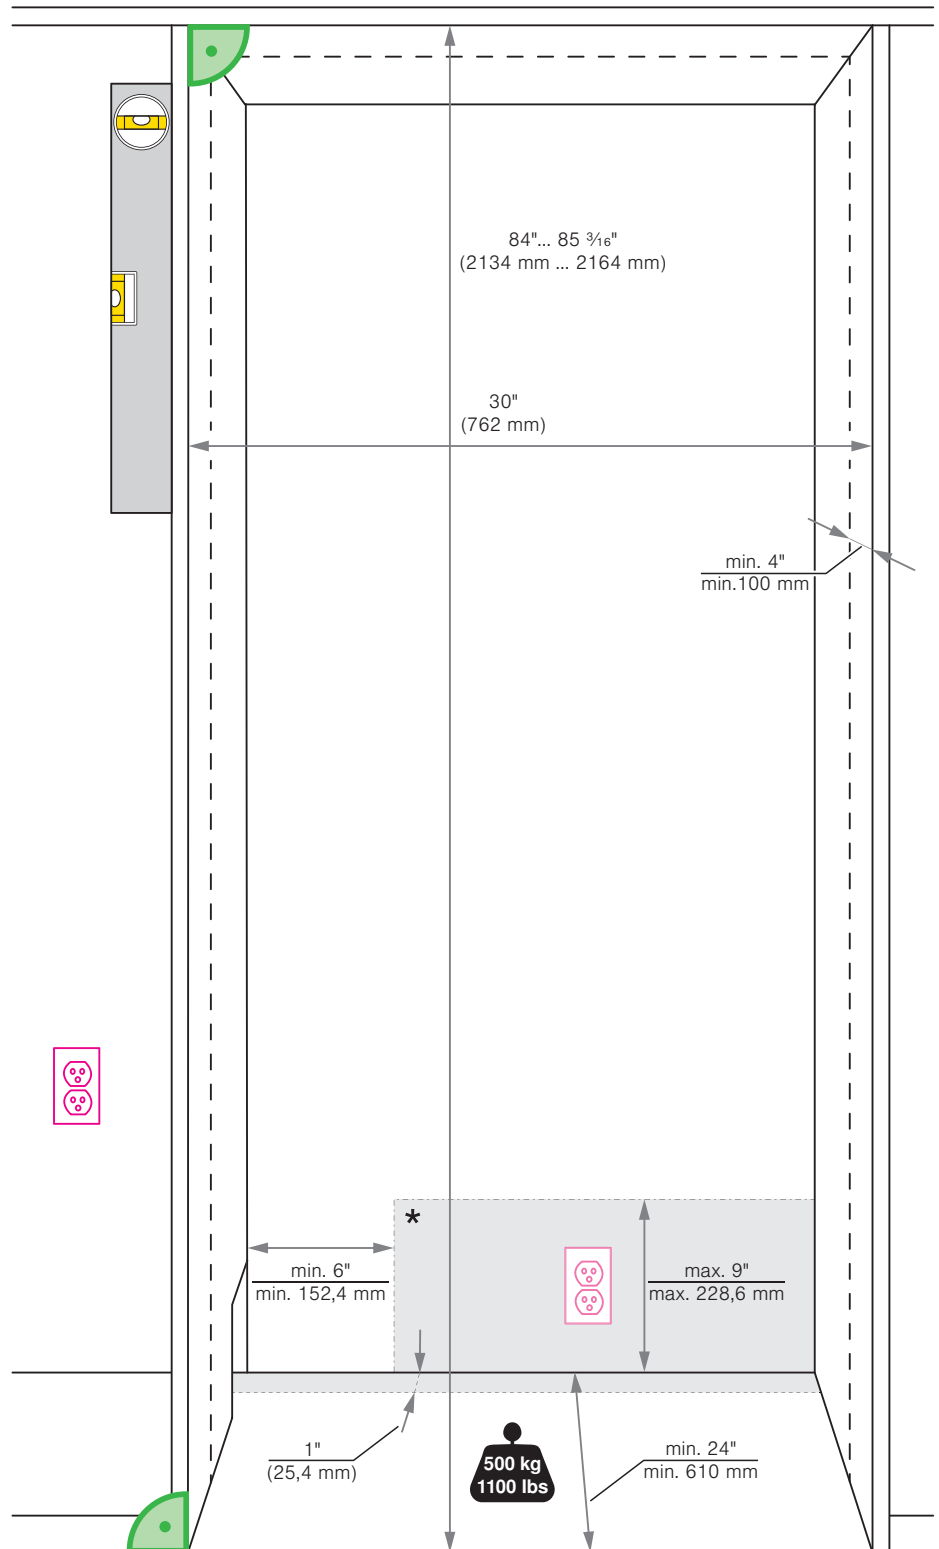 84"... 85 ³⁄₁₆"
(2134 mm ... 2164 mm)
30"
(762 mm)
min. 4"
min.100 mm
*
min. 6"
min. 152,4 mm
max. 9"
max. 228,6 mm
1"
(25,4 mm)
500 kg
1100 lbs
min. 24"
min. 610 mm